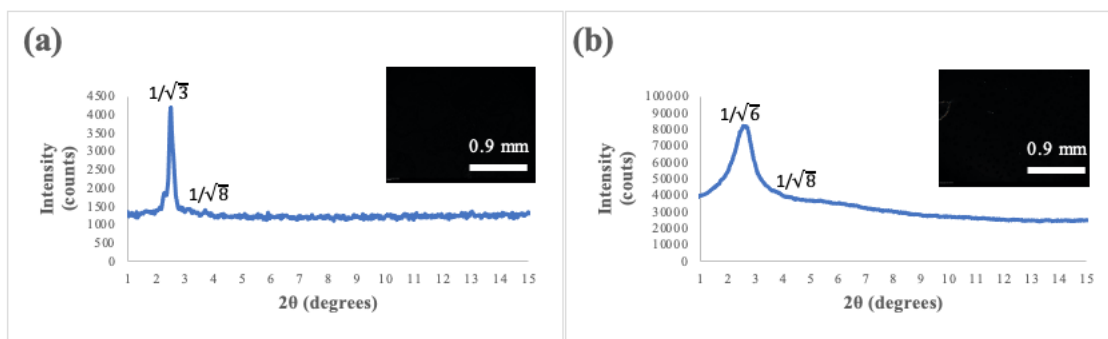 (a)
1/√3
1/√8
Intensity
(counts)
4500
4000
3500
3000
2500
2000
1500
1000
500
0
1 2 3 4 5 6 7 8 9 10 11 12 13 14 15
2θ (degrees)
0.9 mm
(b)
1/√6
1/√8
Intensity
(couts)
100000
90000
80000
70000
60000
50000
40000
30000
20000
10000
0
1 2 3 4 5 6 7 8 9 10 11 12 13 14 15
2θ (degrees)
0.9 mm